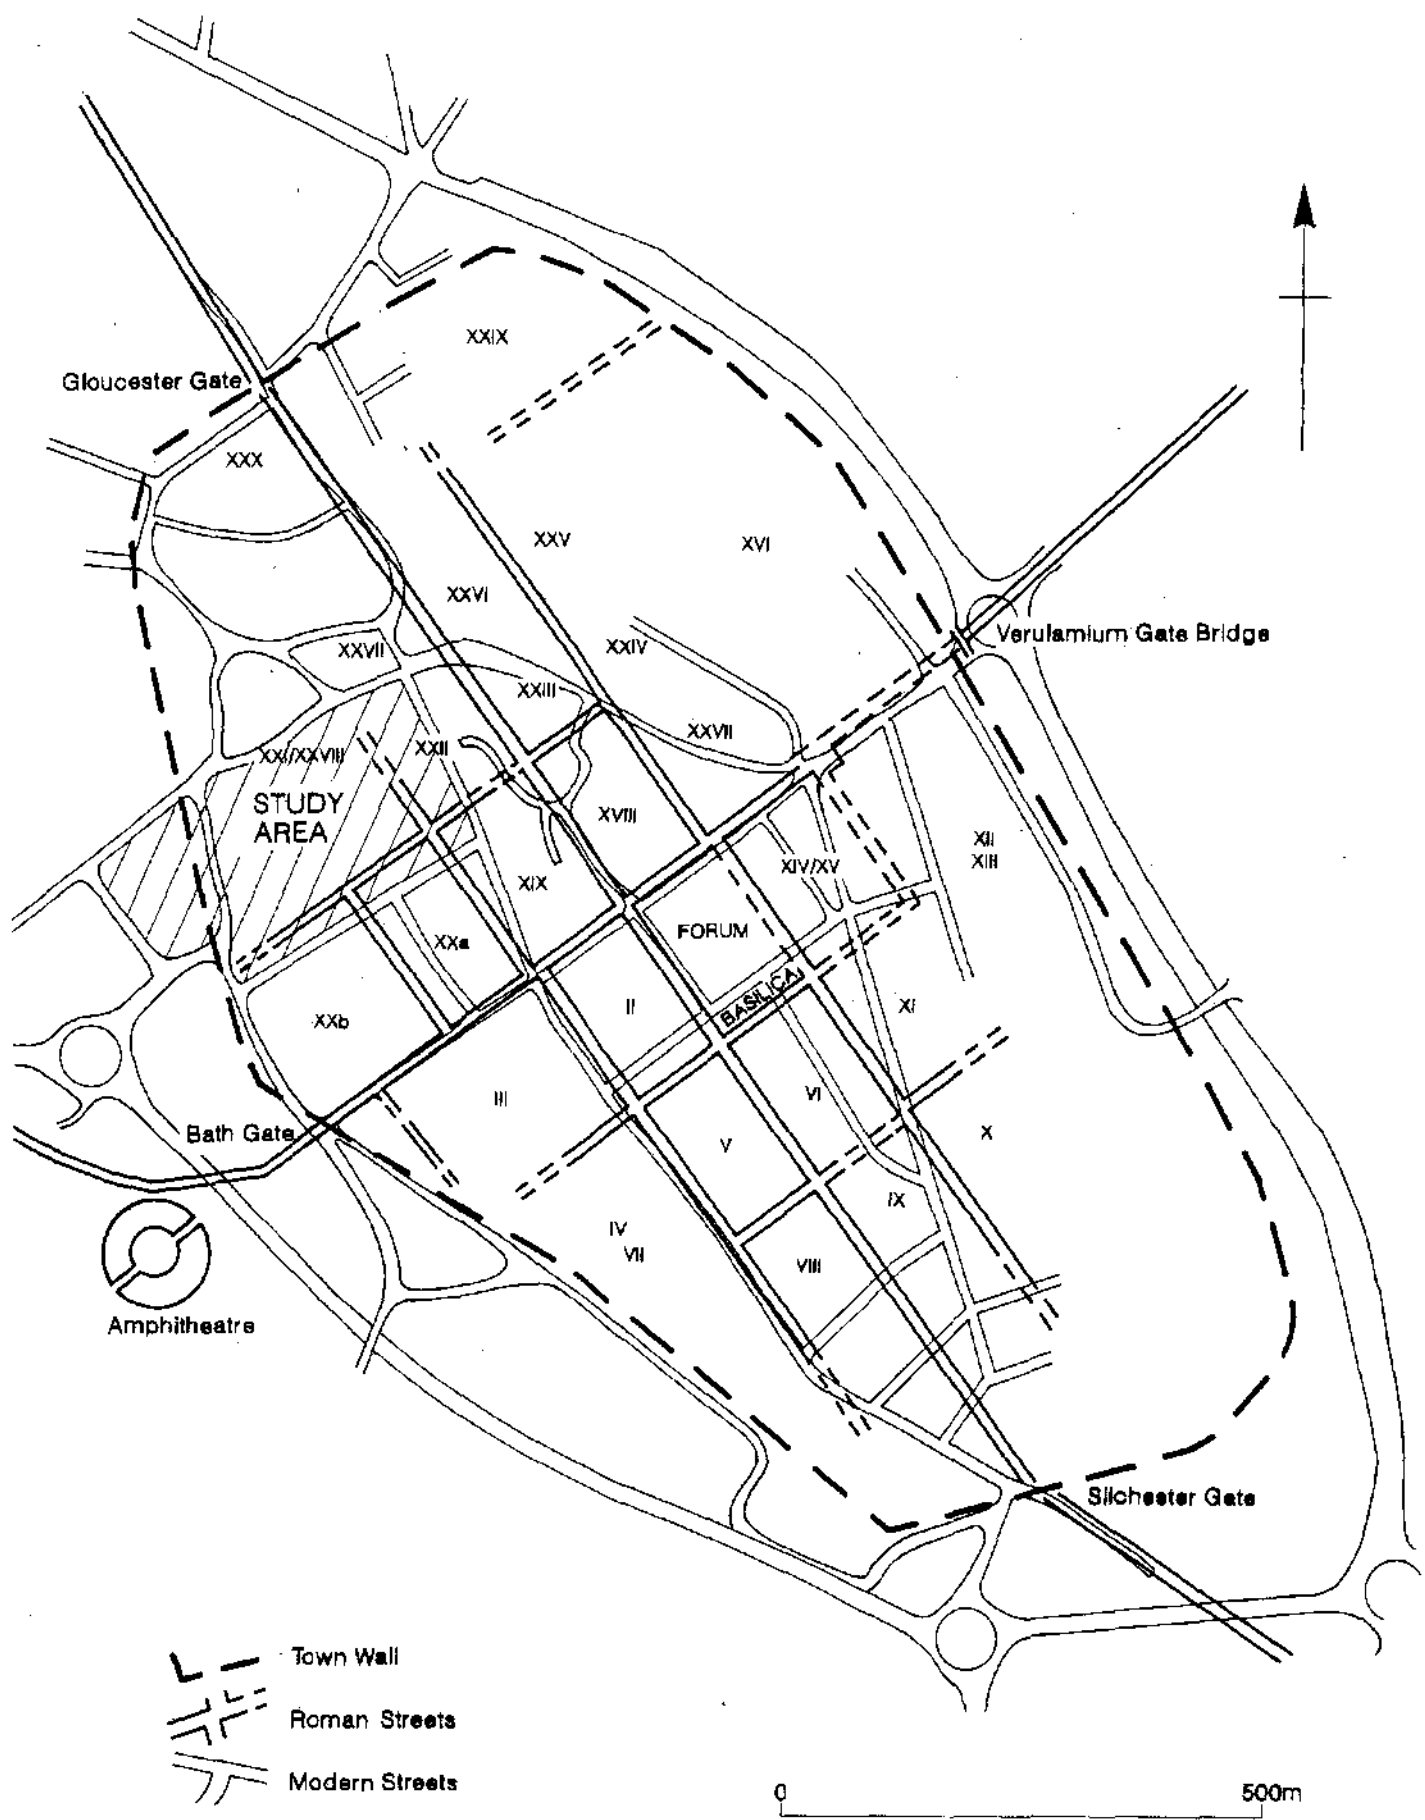 XXIX
Gloucester Gate
XXX
XXV
XVI
XXVI
Verulamium Gate Bridge
XXIV
XXVII
XXIII
XXVII
XXII
XXI/XXVIII
STUDY
AREA
XVIII
XII
XIII
XIV/XV
XIX
FORUM
XXa
BASILICA
II
XI
XXb
III
VI
Bath Gate
V
X
IX
IV
VII
VIII
Amphitheatre
Silchester Gate
Town Wall
Roman Streets
Modern Streets
0 500m